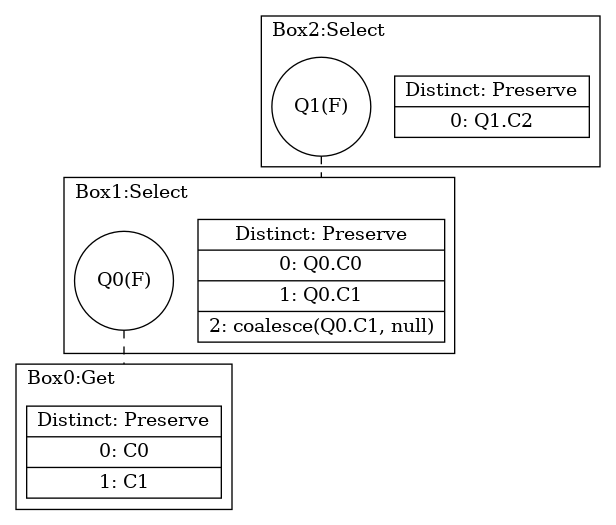 Box2:Select
Q1(F)
Distinct: Preserve
0: Q1.C2
Box1:Select
Q0(F)
Distinct: Preserve
0: Q0.C0
1: Q0.C1
2: coalesce(Q0.C1, null)
Box0:Get
Distinct: Preserve
0: C0
1: C1